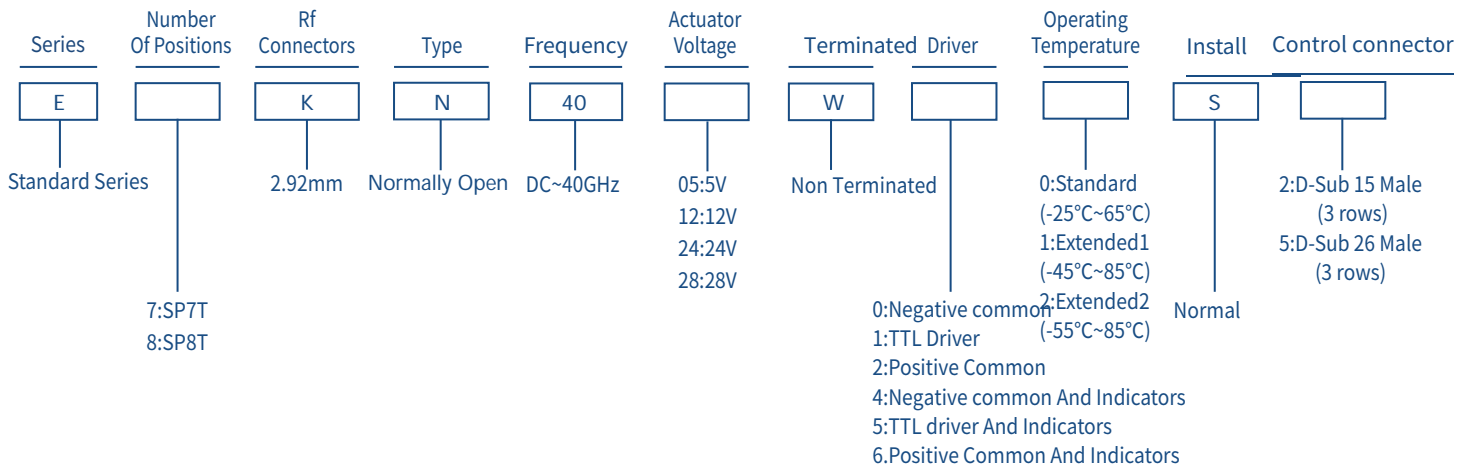 Series
Number
Of Positions
Rf
Connectors
Type
Frequency
Actuator
Voltage
Terminated
Driver
Operating
Temperature
Install
Control connector
E
K
N
40
W
S
Standard Series
2.92mm
Normally Open
DC~40GHz
05:5V
12:12V
24:24V
28:28V
Non Terminated
0:Standard
(-25°C~65°C)
1:Extended1
(-45°C~85°C)
2:Extended2
(-55°C~85°C)
2:D-Sub 15 Male
(3 rows)
5:D-Sub 26 Male
(3 rows)
7:SP7T
8:SP8T
0:Negative common
1:TTL Driver
2:Positive Common
4:Negative common And Indicators
5:TTL driver And Indicators
6.Positive Common And Indicators
Normal